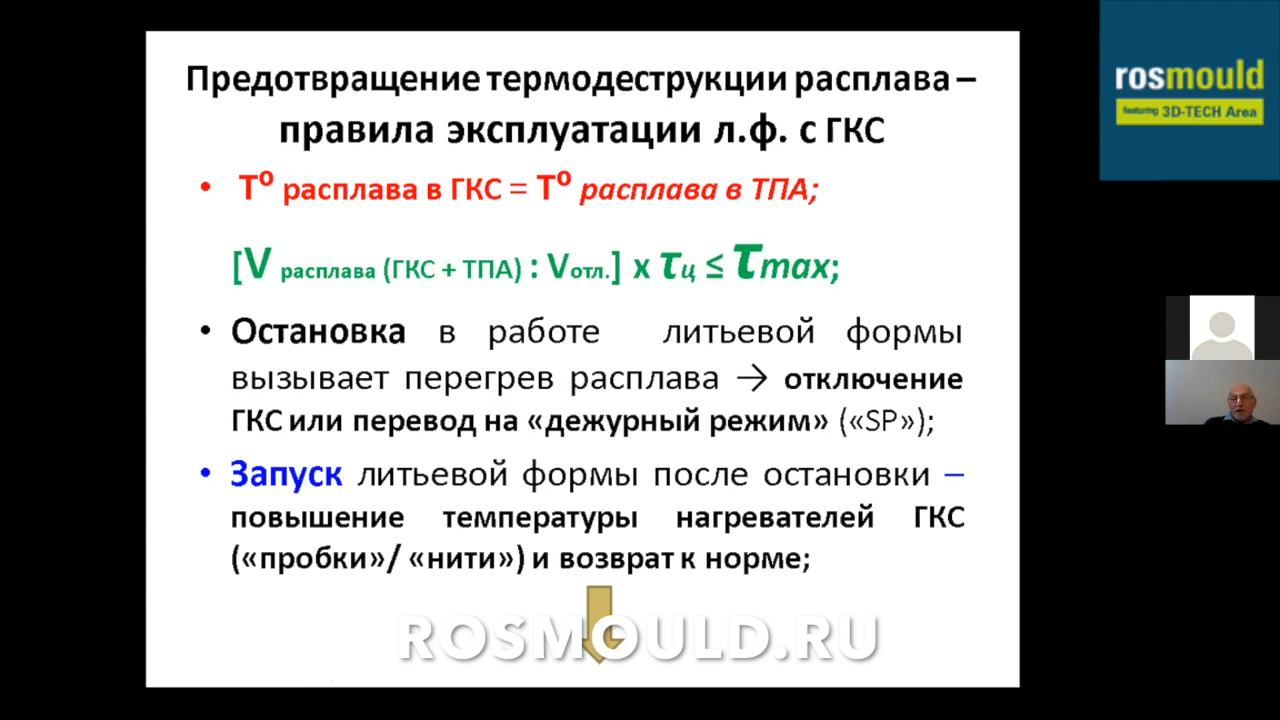 Предотвращение термодеструкции расплава –
правила эксплуатации л.ф. с ГКС
• Tº расплава в ГКС = Tº расплава в ТПА;
[V расплава (ГКС + ТПА) : Vотл.] x τц ≤ τmax;
• Остановка в работе литьевой формы
вызывает перегрев расплава → отключение
ГКС или перевод на «дежурный режим» («SP»);
• Запуск литьевой формы после остановки –
повышение температуры нагревателей ГКС
(«пробки»/ «нити») и возврат к норме;
ROSMOULD.RU
rosmould
featuring 3D-TECH Area